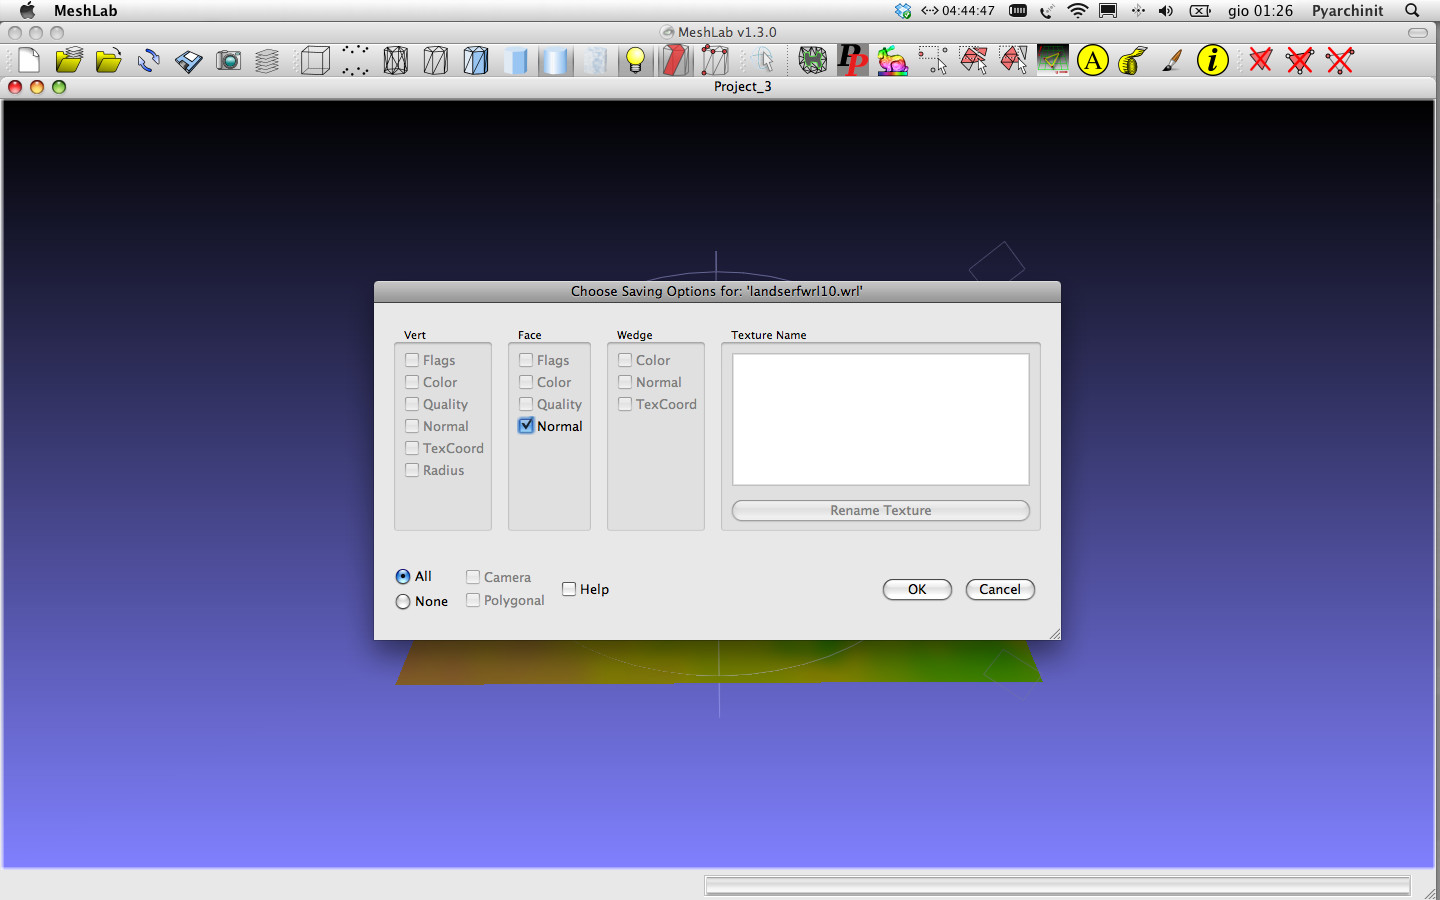 MeshLab
04:44:47
gio 01:26
Pyarchinit
MeshLab v1.3.0
PP
A
i
Project_3
Choose Saving Options for: 'landserfwrl10.wrl'
Vert
Flags
Color
Quality
Normal
TexCoord
Radius
Face
Flags
Color
Quality
Normal
Wedge
Color
Normal
TexCoord
Texture Name
Rename Texture
All
None
Camera
Polygonal
Help
OK
Cancel